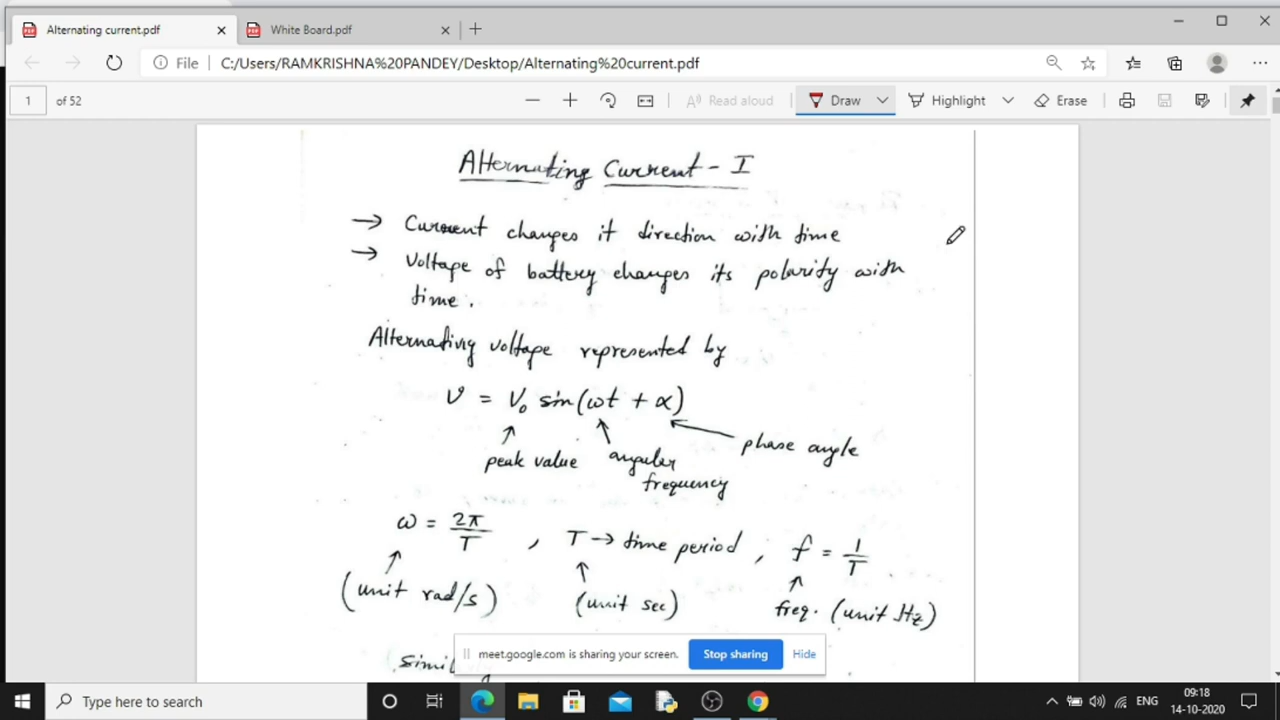 Alternating current.pdf
White Board.pdf
File
C:/Users/RAMKRISHNA%20PANDEY/Desktop/Alternating%20current.pdf
1 of 52
Read aloud
Draw
Highlight
Erase
Alternating Current - I
→ Current changes it direction with time
→ Voltage of battery changes its polarity with
time.
Alternating voltage represented by
v = V₀ sin(ωt + α)
phase angle
peak value angular
frequency
ω = 2π/T , T → time period, f = 1/T
(unit rad/s) (unit sec) freq. (unit Hz)
meet.google.com is sharing your screen. Stop sharing Hide
Type here to search
ENG
09:18
14-10-2020